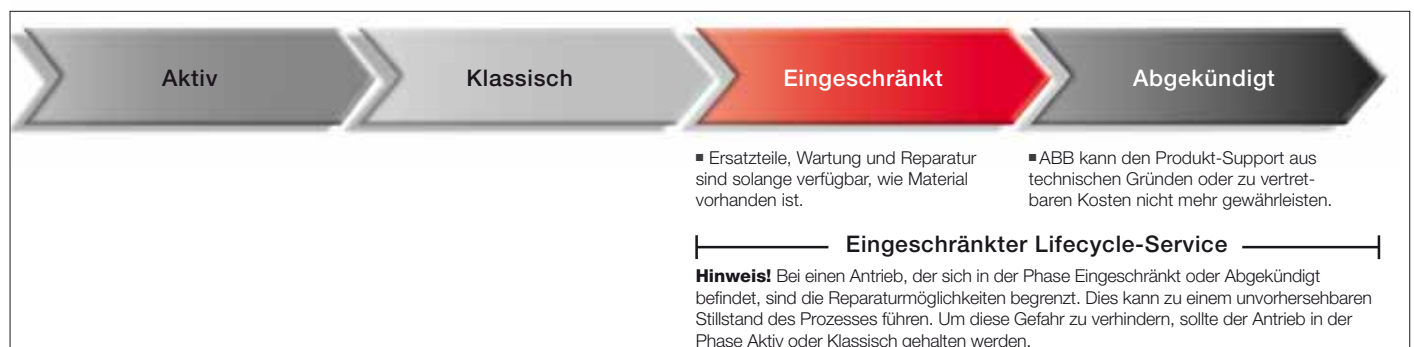 Aktiv
Klassisch
Eingeschränkt
Abgekündigt
■ Ersatzteile, Wartung und Reparatur
sind solange verfügbar, wie Material
vorhanden ist.
■ ABB kann den Produkt-Support aus
technischen Gründen oder zu vertret-
baren Kosten nicht mehr gewährleisten.
Eingeschränkter Lifecycle-Service
Hinweis! Bei einen Antrieb, der sich in der Phase Eingeschränkt oder Abgekündigt
befindet, sind die Reparaturmöglichkeiten begrenzt. Dies kann zu einem unvorhersehbaren
Stillstand des Prozesses führen. Um diese Gefahr zu verhindern, sollte der Antrieb in der
Phase Aktiv oder Klassisch gehalten werden.